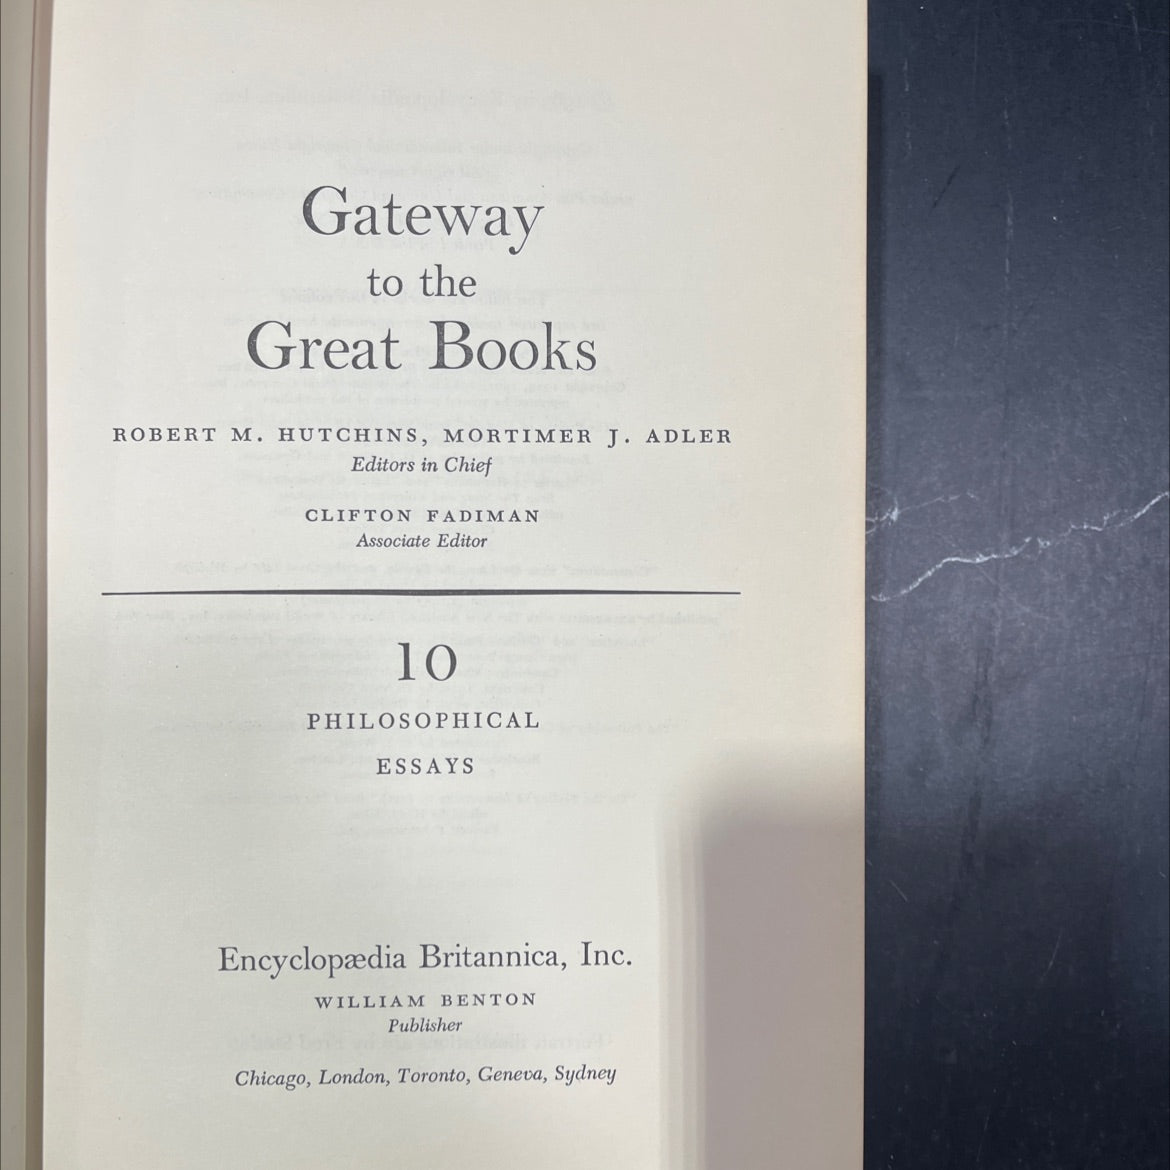 Gateway
to the
Great Books
ROBERT M. HUTCHINS, MORTIMER J. ADLER
Editors in Chief
CLIFTON FADIMAN
Associate Editor
10
PHILOSOPHICAL
ESSAYS
Encyclopædia Britannica, Inc.
WILLIAM BENTON
Publisher
Chicago, London, Toronto, Geneva, Sydney